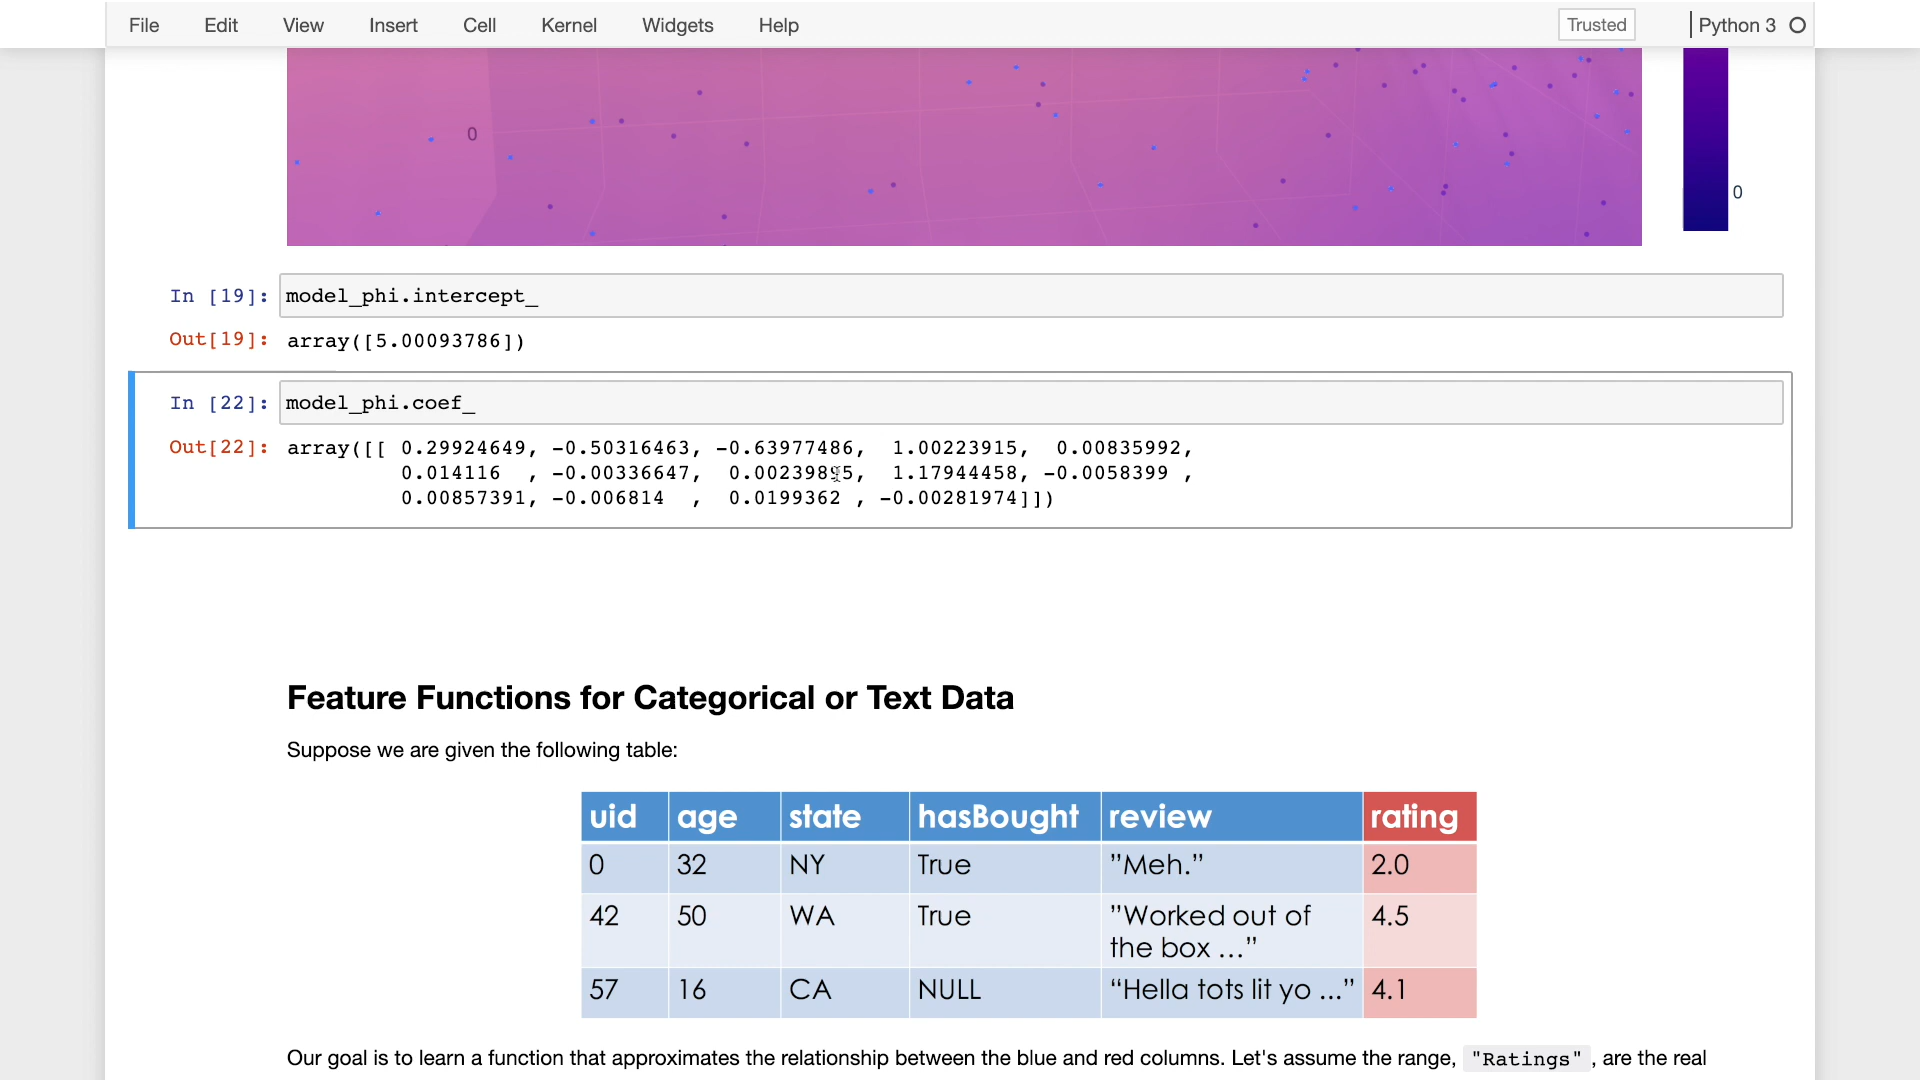 File Edit View Insert Cell Kernel Widgets Help Trusted Python 3
0
0
In [19]: model_phi.intercept_
Out[19]: array([5.00093786])
In [22]: model_phi.coef_
Out[22]: array([[ 0.29924649, -0.50316463, -0.63977486, 1.00223915, 0.00835992,
0.014116 , -0.00336647, 0.00239895, 1.17944458, -0.0058399 ,
0.00857391, -0.006814 , 0.0199362 , -0.00281974]])
Feature Functions for Categorical or Text Data
Suppose we are given the following table:
uid age state hasBought review rating
0 32 NY True ”Meh.” 2.0
42 50 WA True ”Worked out of
the box …” 4.5
57 16 CA NULL “Hella tots lit yo …” 4.1
Our goal is to learn a function that approximates the relationship between the blue and red columns. Let's assume the range, "Ratings" , are the real